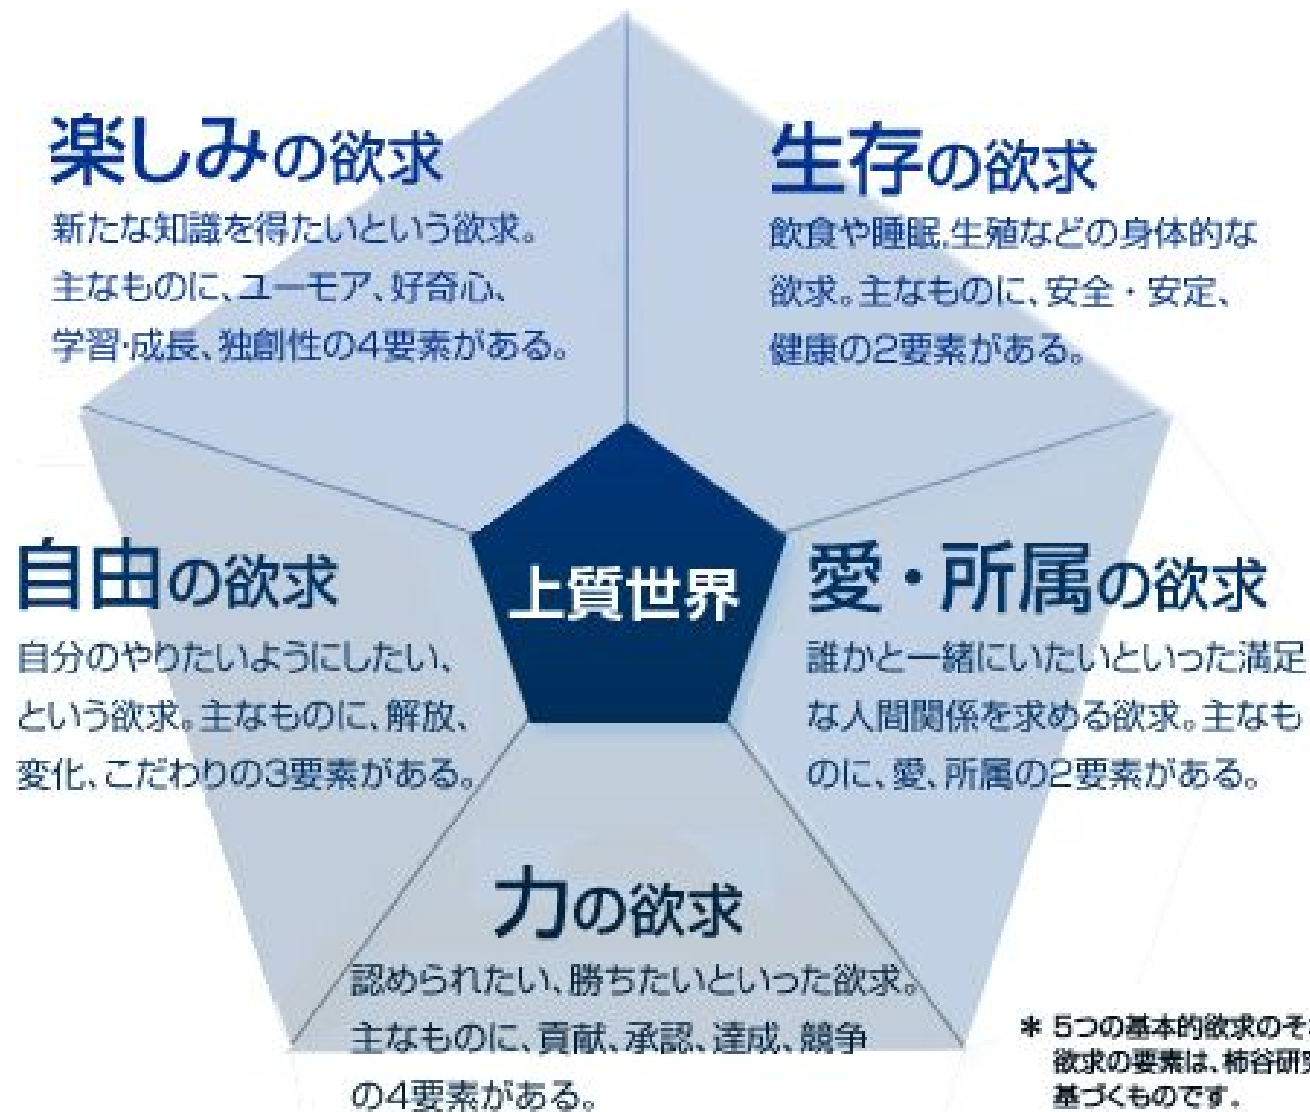 楽しみの欲求
新たな知識を得たいという欲求。
主なものに、ユーモア、好奇心、
学習・成長、独創性の4要素がある。
生存の欲求
飲食や睡眠,生殖などの身体的な
欲求。主なものに、安全・安定、
健康の2要素がある。
自由の欲求
自分のやりたいようにしたい、
という欲求。主なものに、解放、
変化、こだわりの3要素がある。
上質世界
愛・所属の欲求
誰かと一緒にいたいといった満足
な人間関係を求める欲求。主なも
のに、愛、所属の2要素がある。
力の欲求
認められたい、勝ちたいといった欲求。
主なものに、貢献、承認、達成、競争
の4要素がある。
* 5つの基本的欲求のそ
欲求の要素は、柿谷研
基づくものです。